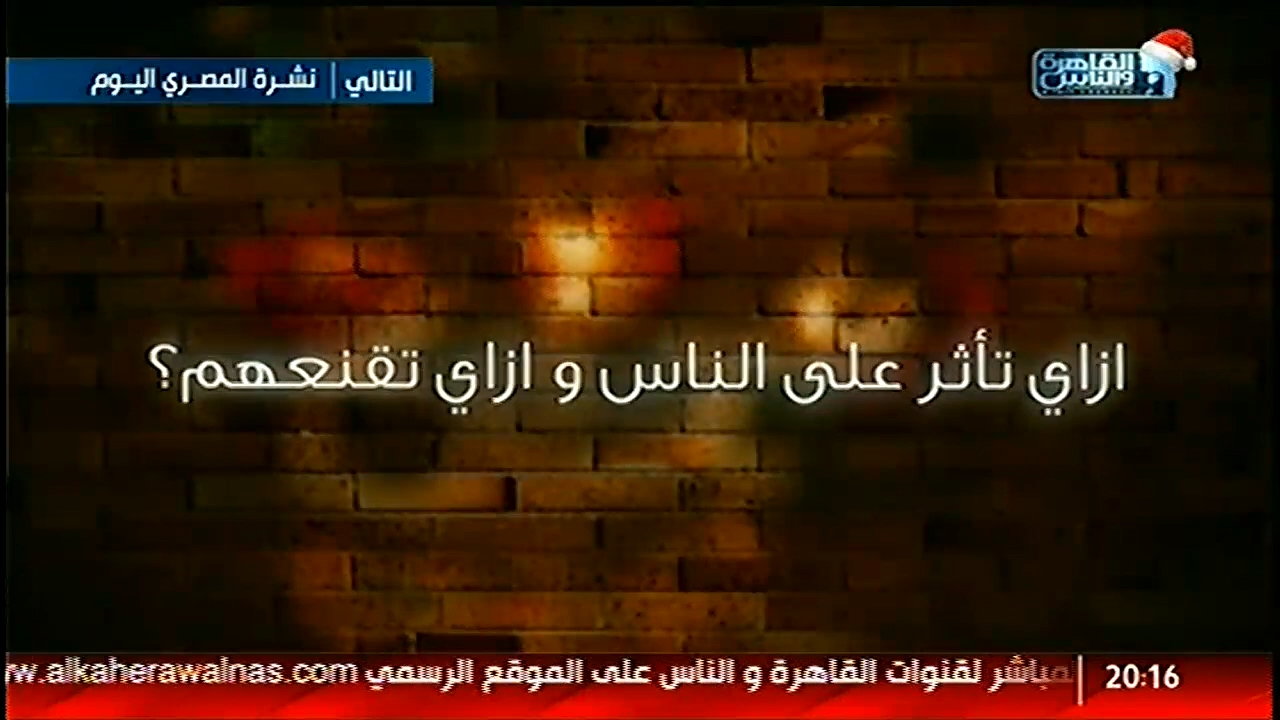 التالي | نشرة المصري اليوم
القاهرة
والناس
ازاي تأثر على الناس و ازاي تقنعهم؟
لقنوات القاهرة و الناس على الموقع الرسمي w.alkaherawalnas.com
20:16